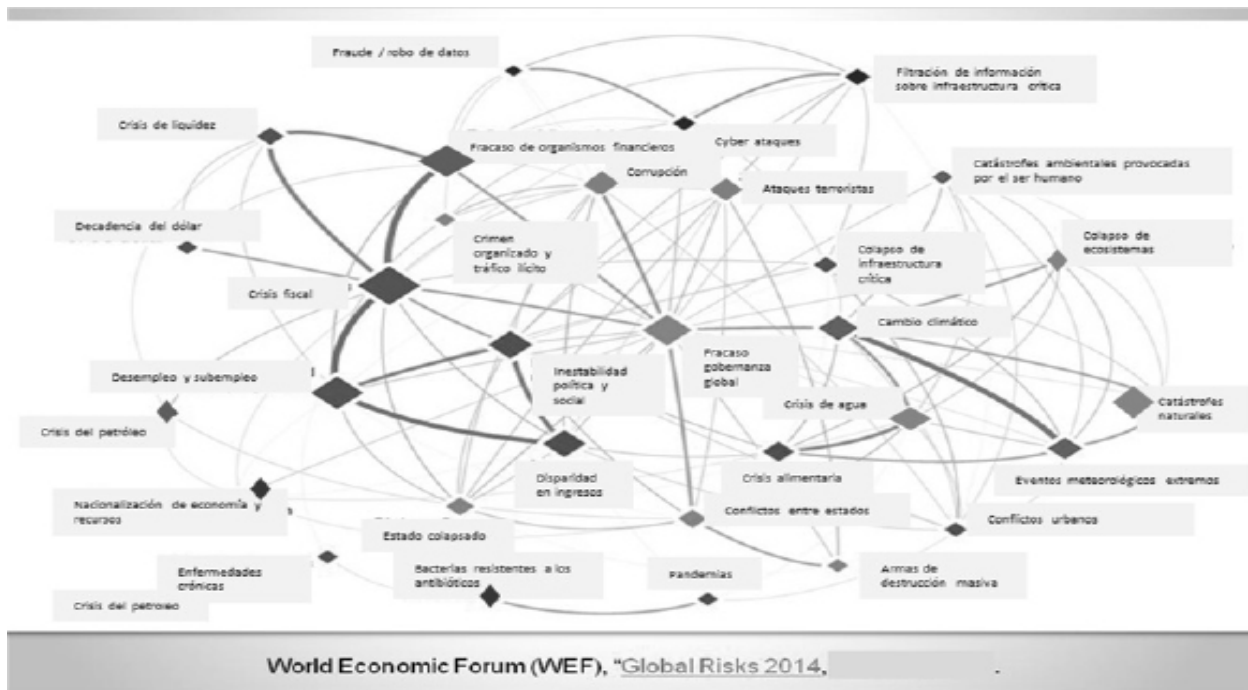 Fraude / robo de datos
Filtración de información
sobre infraestructura crítica
Crisis de liquidez
Fracaso de organismos financieros
Cyber ataques
Corrupción
Catástrofes ambientales provocadas
por el ser humano
Ataques terroristas
Decadencia del dólar
Crimen
organizado y
tráfico ilícito
Colapso de
infraestructura
crítica
Colapso de
ecosistemas
Crisis fiscal
Cambio climático
Desempleo y subempleo
Inestabilidad
política y
social
Fracaso
gobernanza
global
Crisis de agua
Catástrofes
naturales
Crisis del petróleo
Disparidad
en ingresos
Crisis alimentaria
Eventos meteorológicos extremos
Nacionalización de economía y
recursos
Estado colapsado
Conflictos entre estados
Conflictos urbanos
Enfermedades
crónicas
Bacterias resistentes a los
antibióticos
Pandemias
Armas de
destrucción masiva
Crisis del petroleo
World Economic Forum (WEF), “Global Risks 2014, .